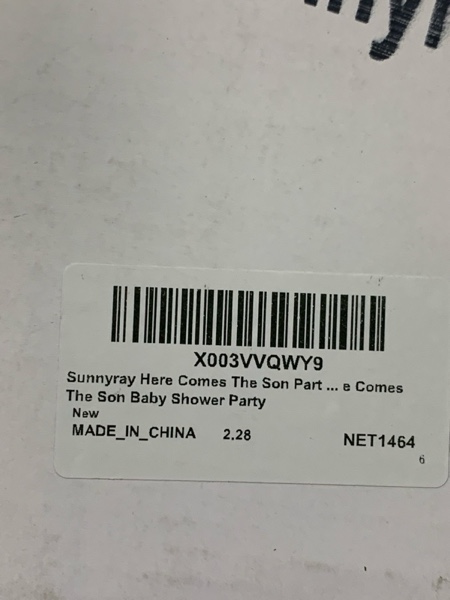 X003VVQWY9
Sunnyray Here Comes The Son Part ... e Comes
The Son Baby Shower Party
New
MADE_IN_CHINA 2.28 NET1464
6